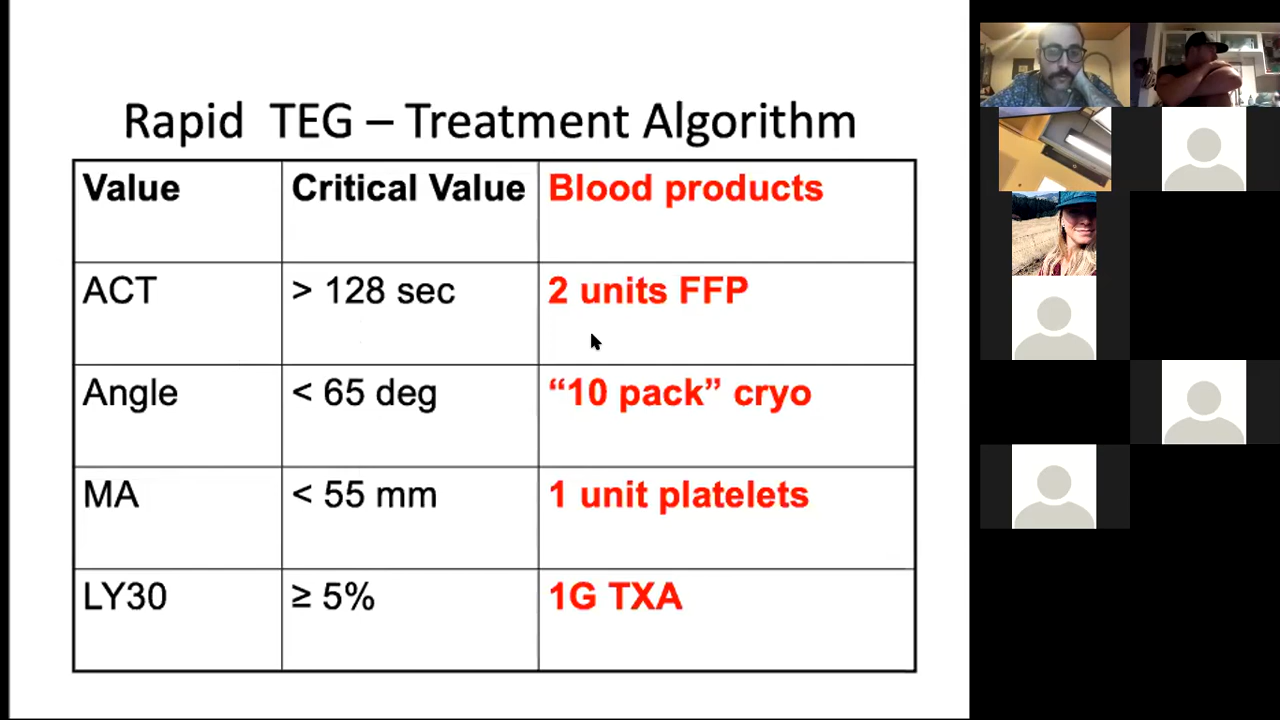 Rapid TEG – Treatment Algorithm
Value Critical Value Blood products
ACT > 128 sec 2 units FFP
Angle < 65 deg “10 pack” cryo
MA < 55 mm 1 unit platelets
LY30 ≥ 5% 1G TXA